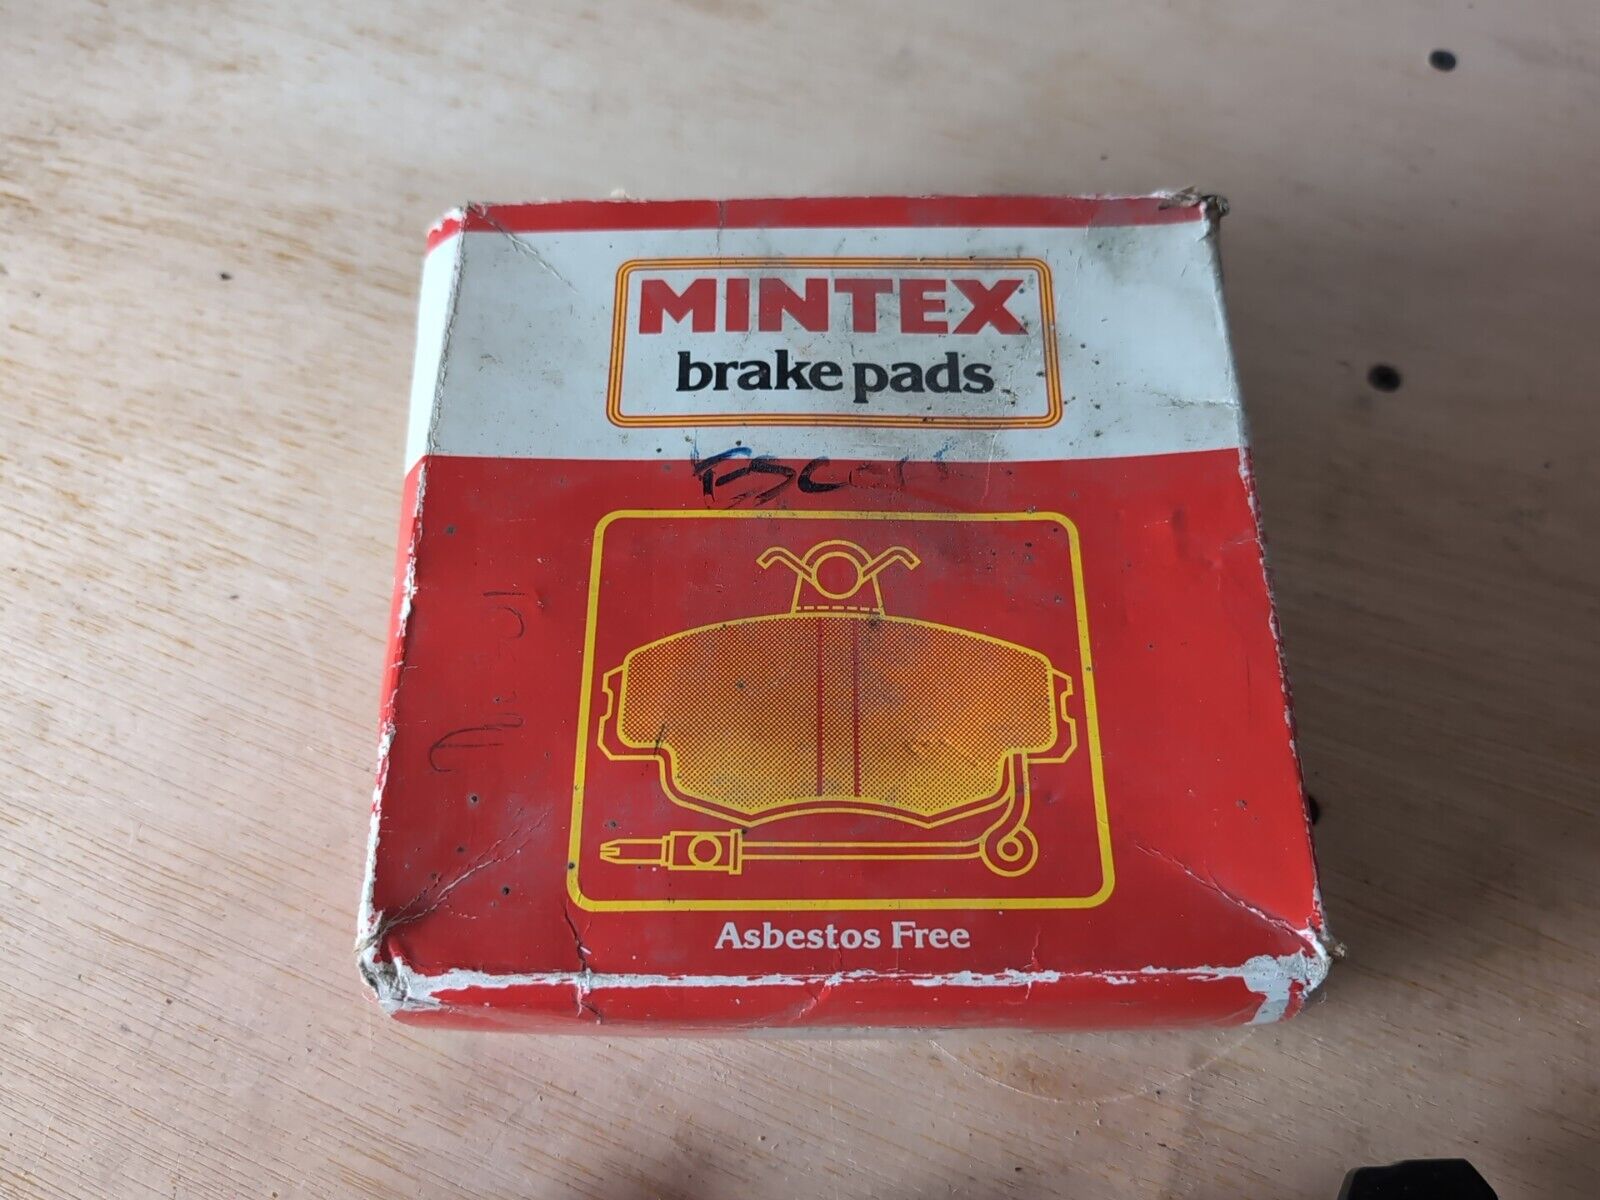 MINTEX
brake pads
Asbestos Free